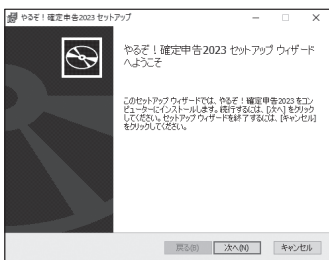 やるぞ！確定申告2023 セットアップ
やるぞ！確定申告2023 セットアップ ウィザード
へようこそ
このセットアップ ウィザードでは、やるぞ！確定申告2023 をコン
ピューターにインストールします。続行するには、[次へ] をクリック
してください。セットアップ ウィザードを終了するには、[キャンセル]
をクリックしてください。
戻る(B) 次へ(N) キャンセル